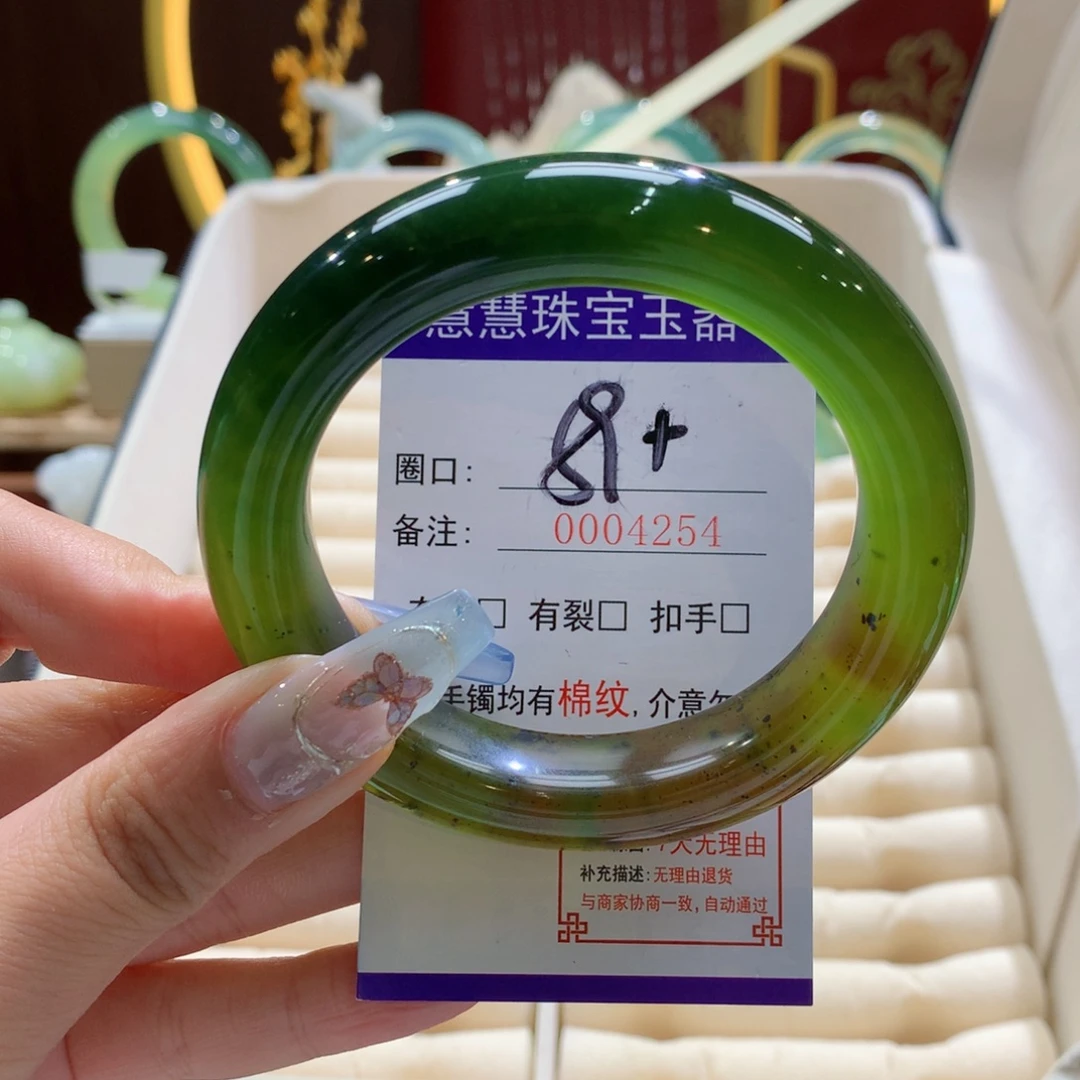 慧慧珠宝玉器
圈口: 8+
备注: 0004254
有裂□ 扣手□
手镯均有棉纹, 介意勿
7天无理由
补充描述:无理由退货
与商家协商一致, 自动通过